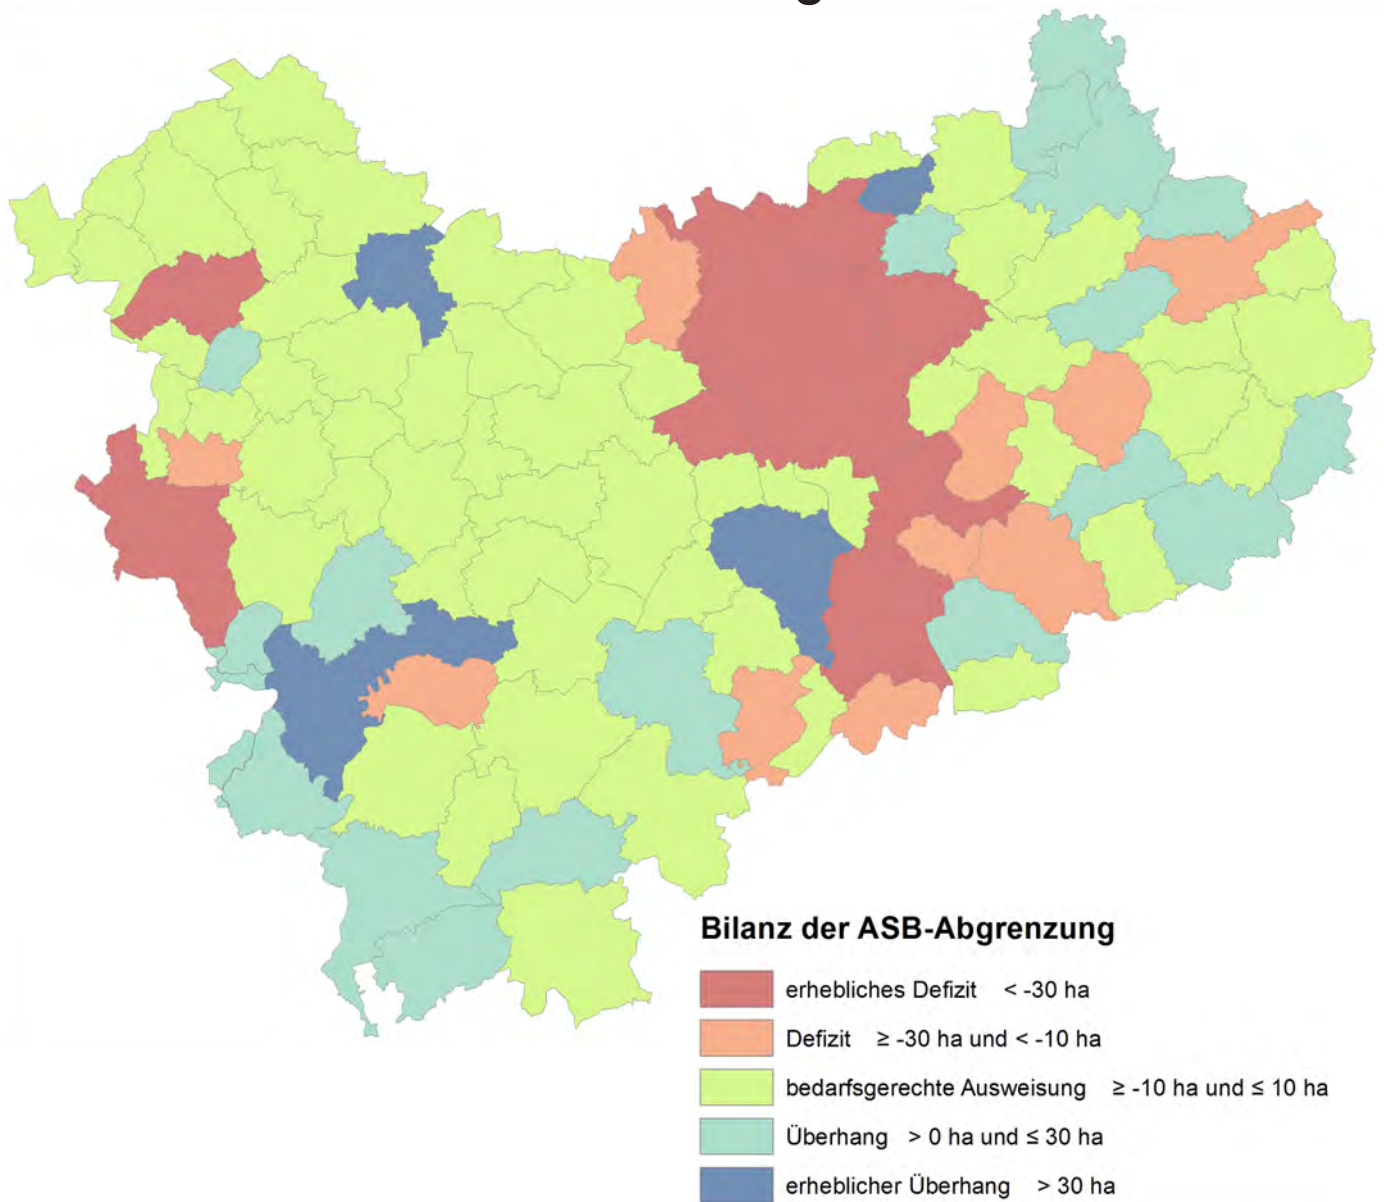 Bilanz der ASB-Abgrenzung
erhebliches Defizit < -30 ha
Defizit ≥ -30 ha und < -10 ha
bedarfsgerechte Ausweisung ≥ -10 ha und ≤ 10 ha
Überhang > 0 ha und ≤ 30 ha
erheblicher Überhang > 30 ha